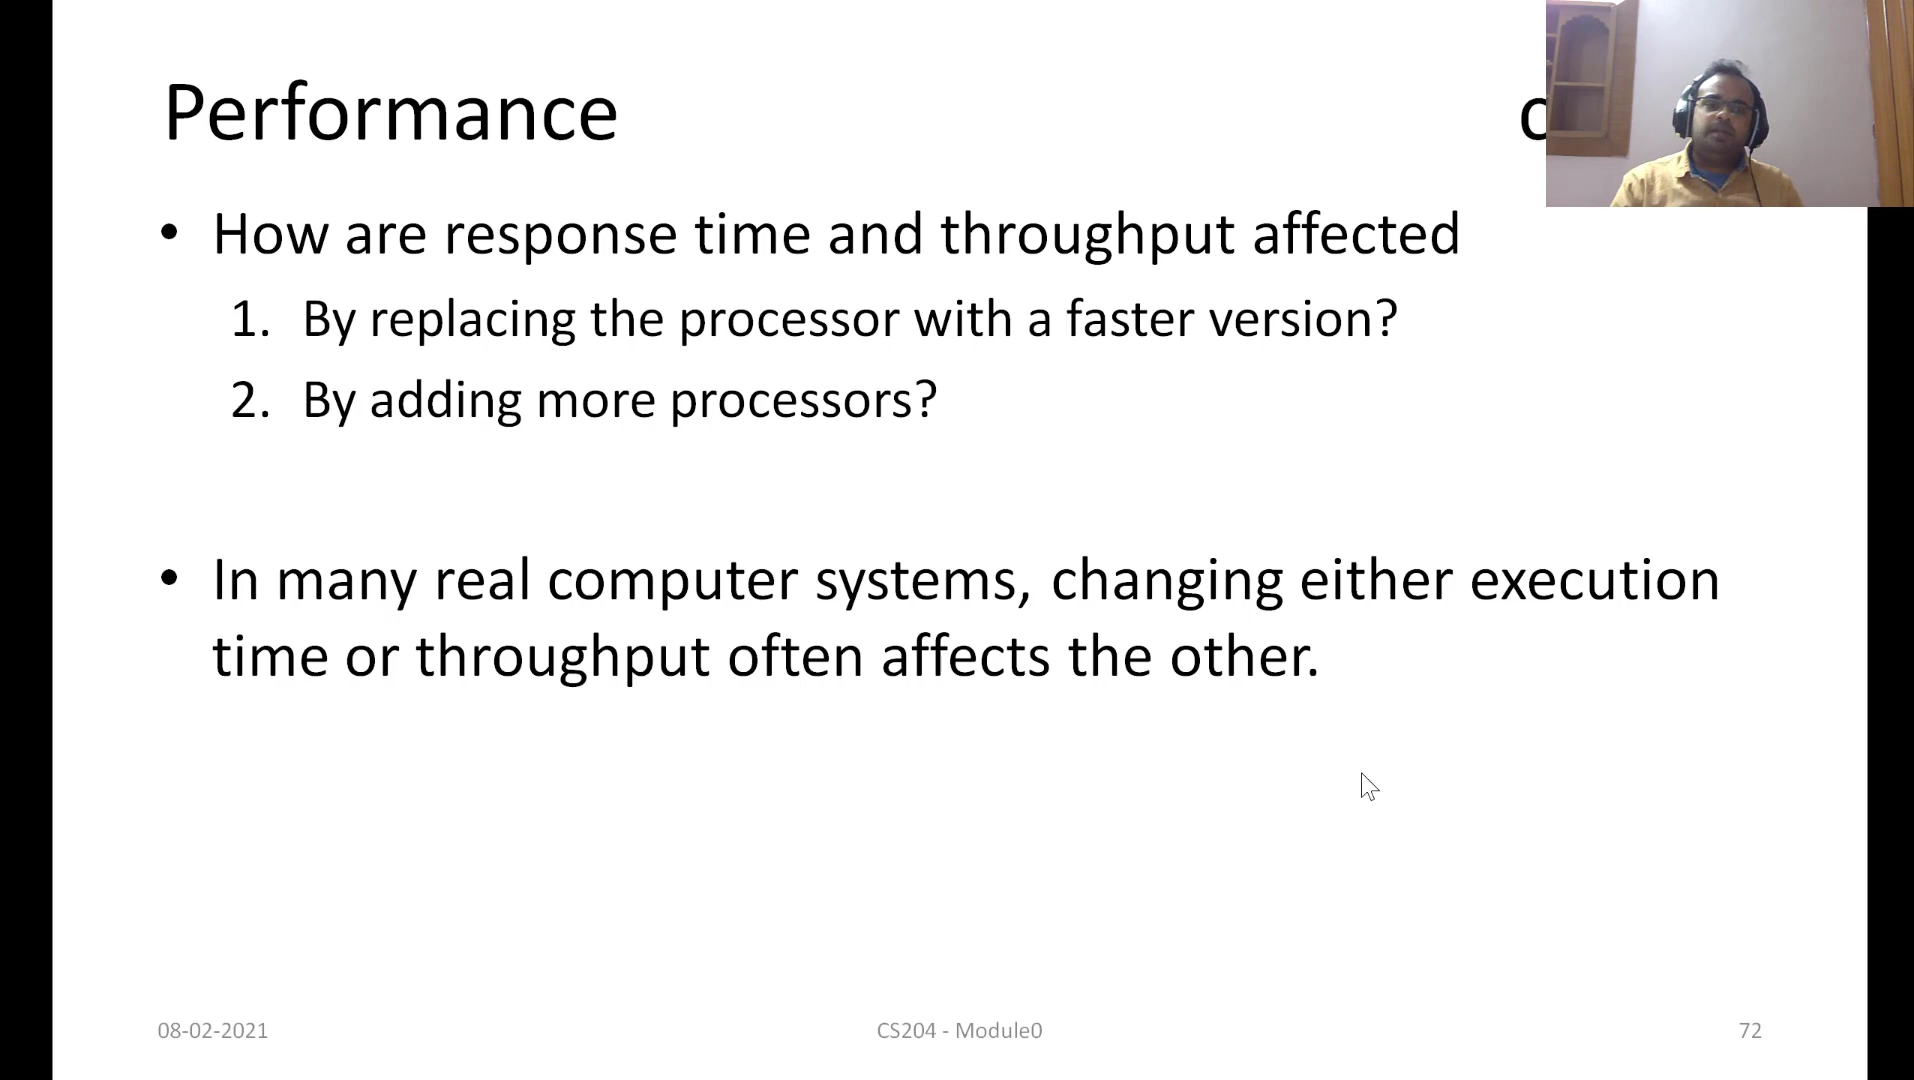 Performance
• How are response time and throughput affected
1. By replacing the processor with a faster version?
2. By adding more processors?
• In many real computer systems, changing either execution
time or throughput often affects the other.
08-02-2021 CS204 - Module0 72